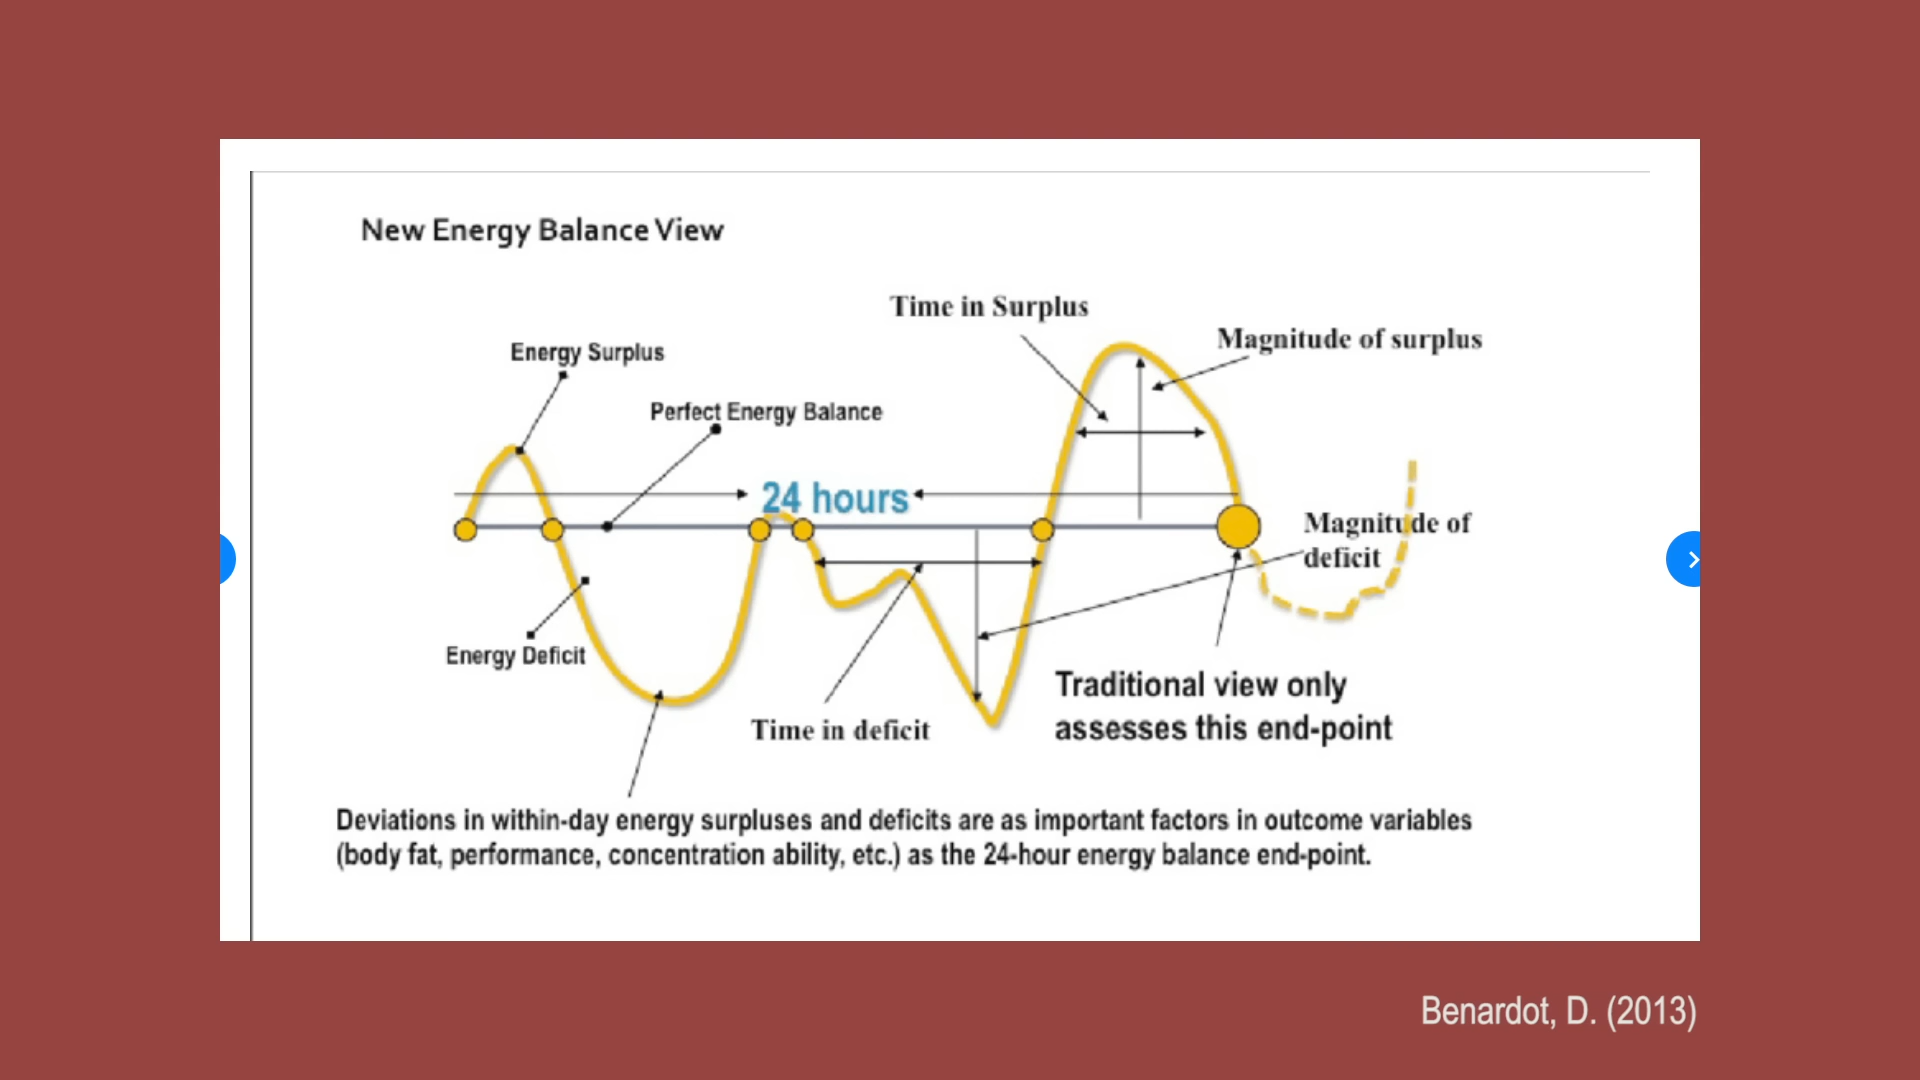 New Energy Balance View
Time in Surplus
Magnitude of surplus
Energy Surplus
Perfect Energy Balance
24 hours
Magnitude of
deficit
Energy Deficit
Time in deficit
Traditional view only
assesses this end-point
Deviations in within-day energy surpluses and deficits are as important factors in outcome variables
(body fat, performance, concentration ability, etc.) as the 24-hour energy balance end-point.
Benardot, D. (2013)